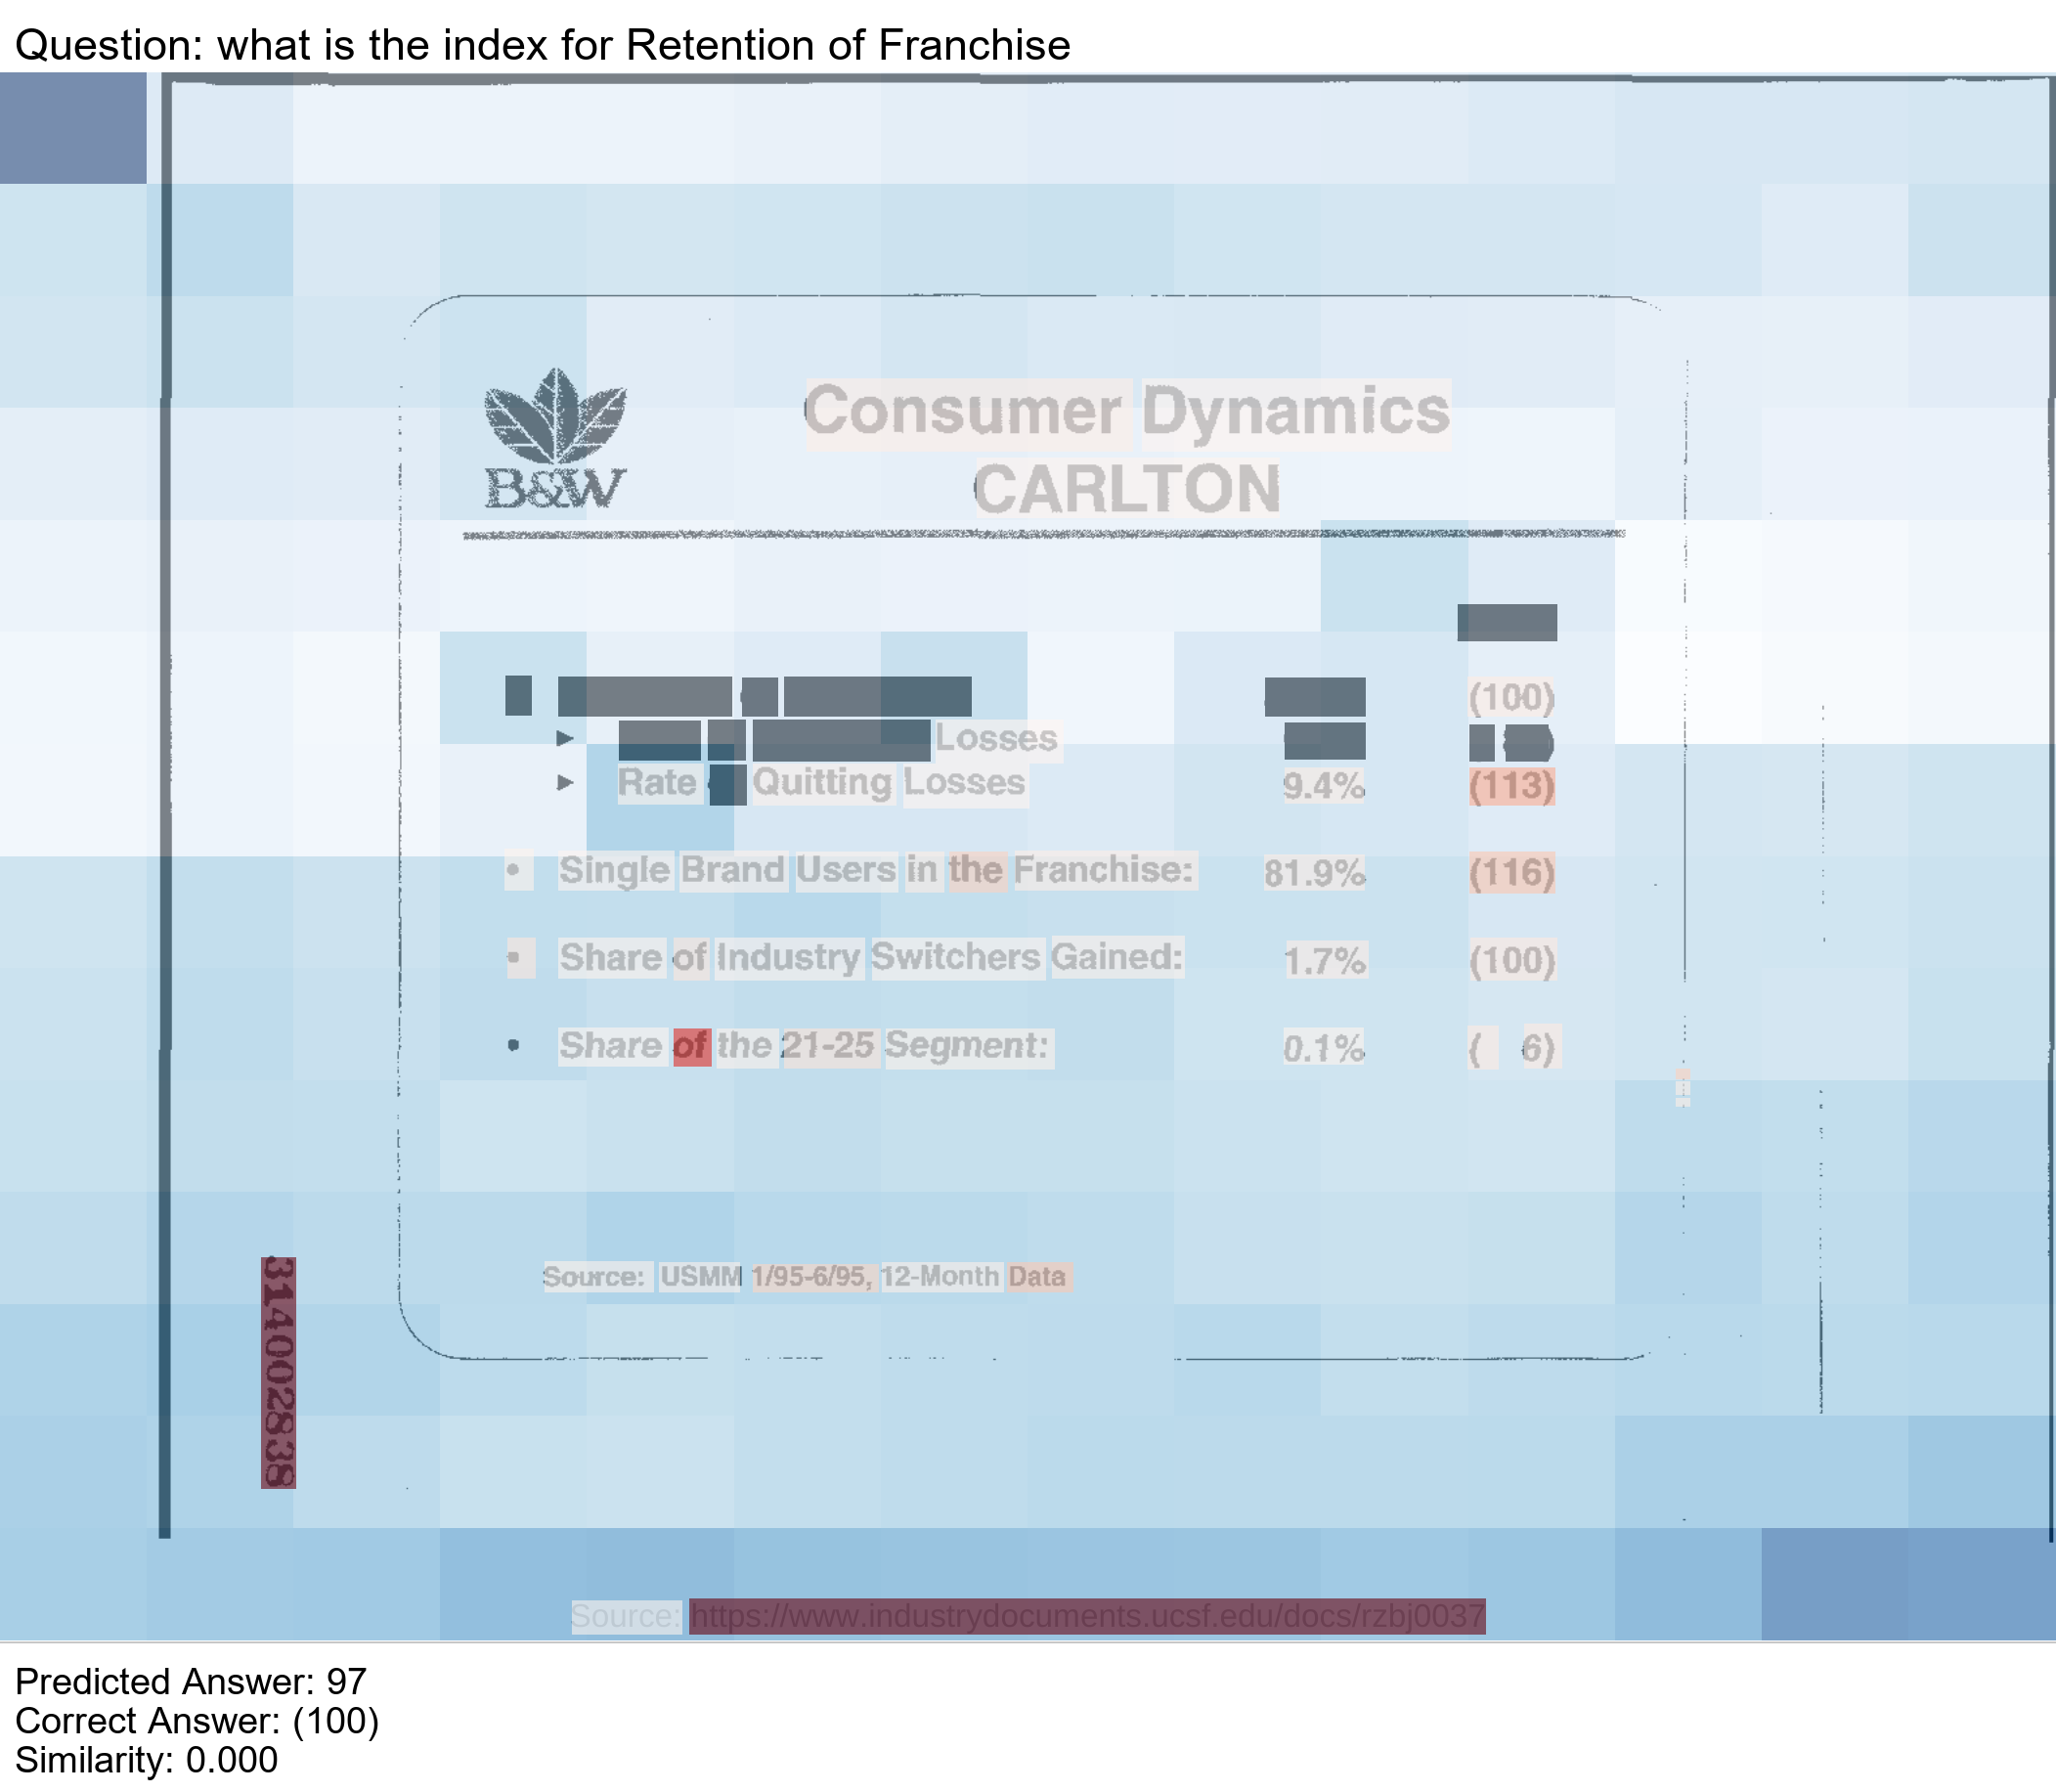 Question: what is the index for Retention of Franchise
Consumer Dynamics
CARLTON
B&W
(100)
Losses
Rate Quitting Losses 9.4% (113)
• Single Brand Users in the Franchise: 81.9% (116)
• Share of Industry Switchers Gained: 1.7% (100)
• Share of the 21-25 Segment: 0.1% ( 6)
Source: USMM 1/95-6/95, 12-Month Data
314002838
Source: https://www.industrydocuments.ucsf.edu/docs/rzbj0037
Predicted Answer: 97
Correct Answer: (100)
Similarity: 0.000